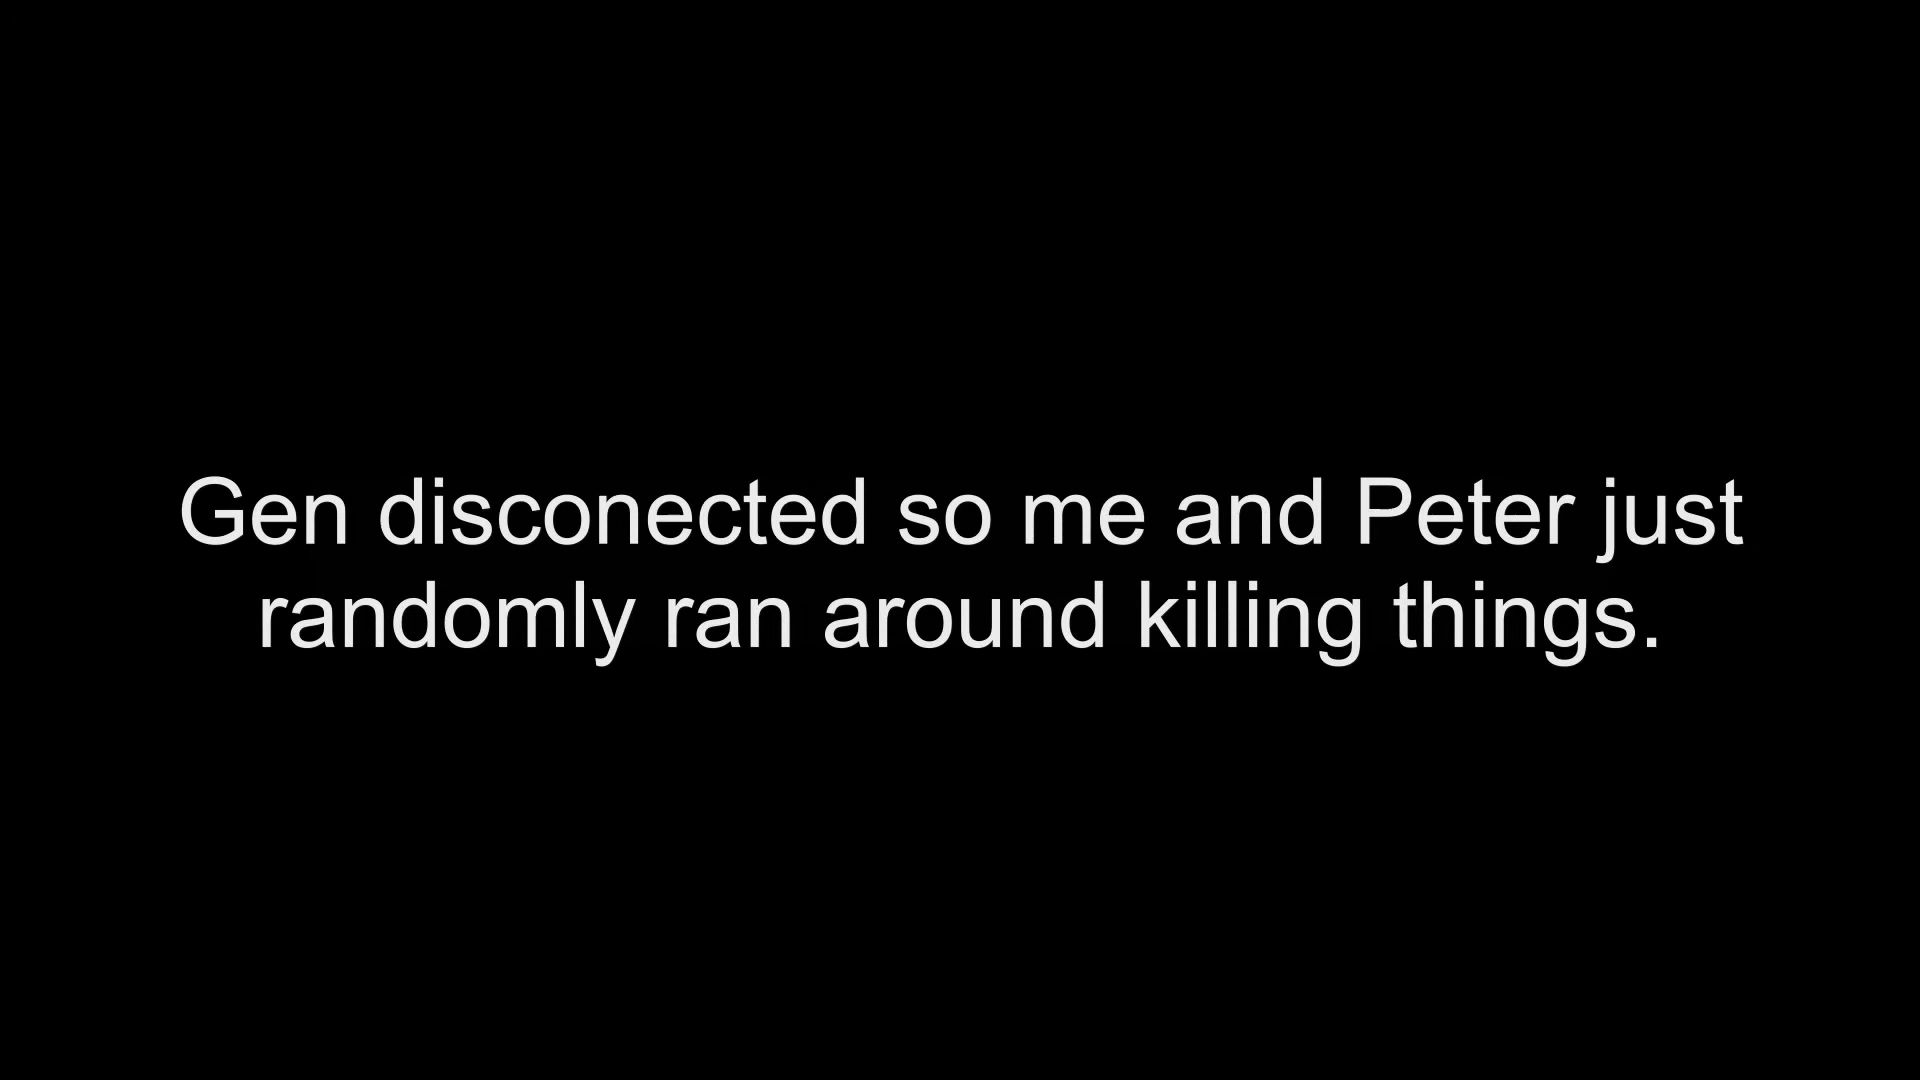 Gen disconected so me and Peter just
randomly ran around killing things.